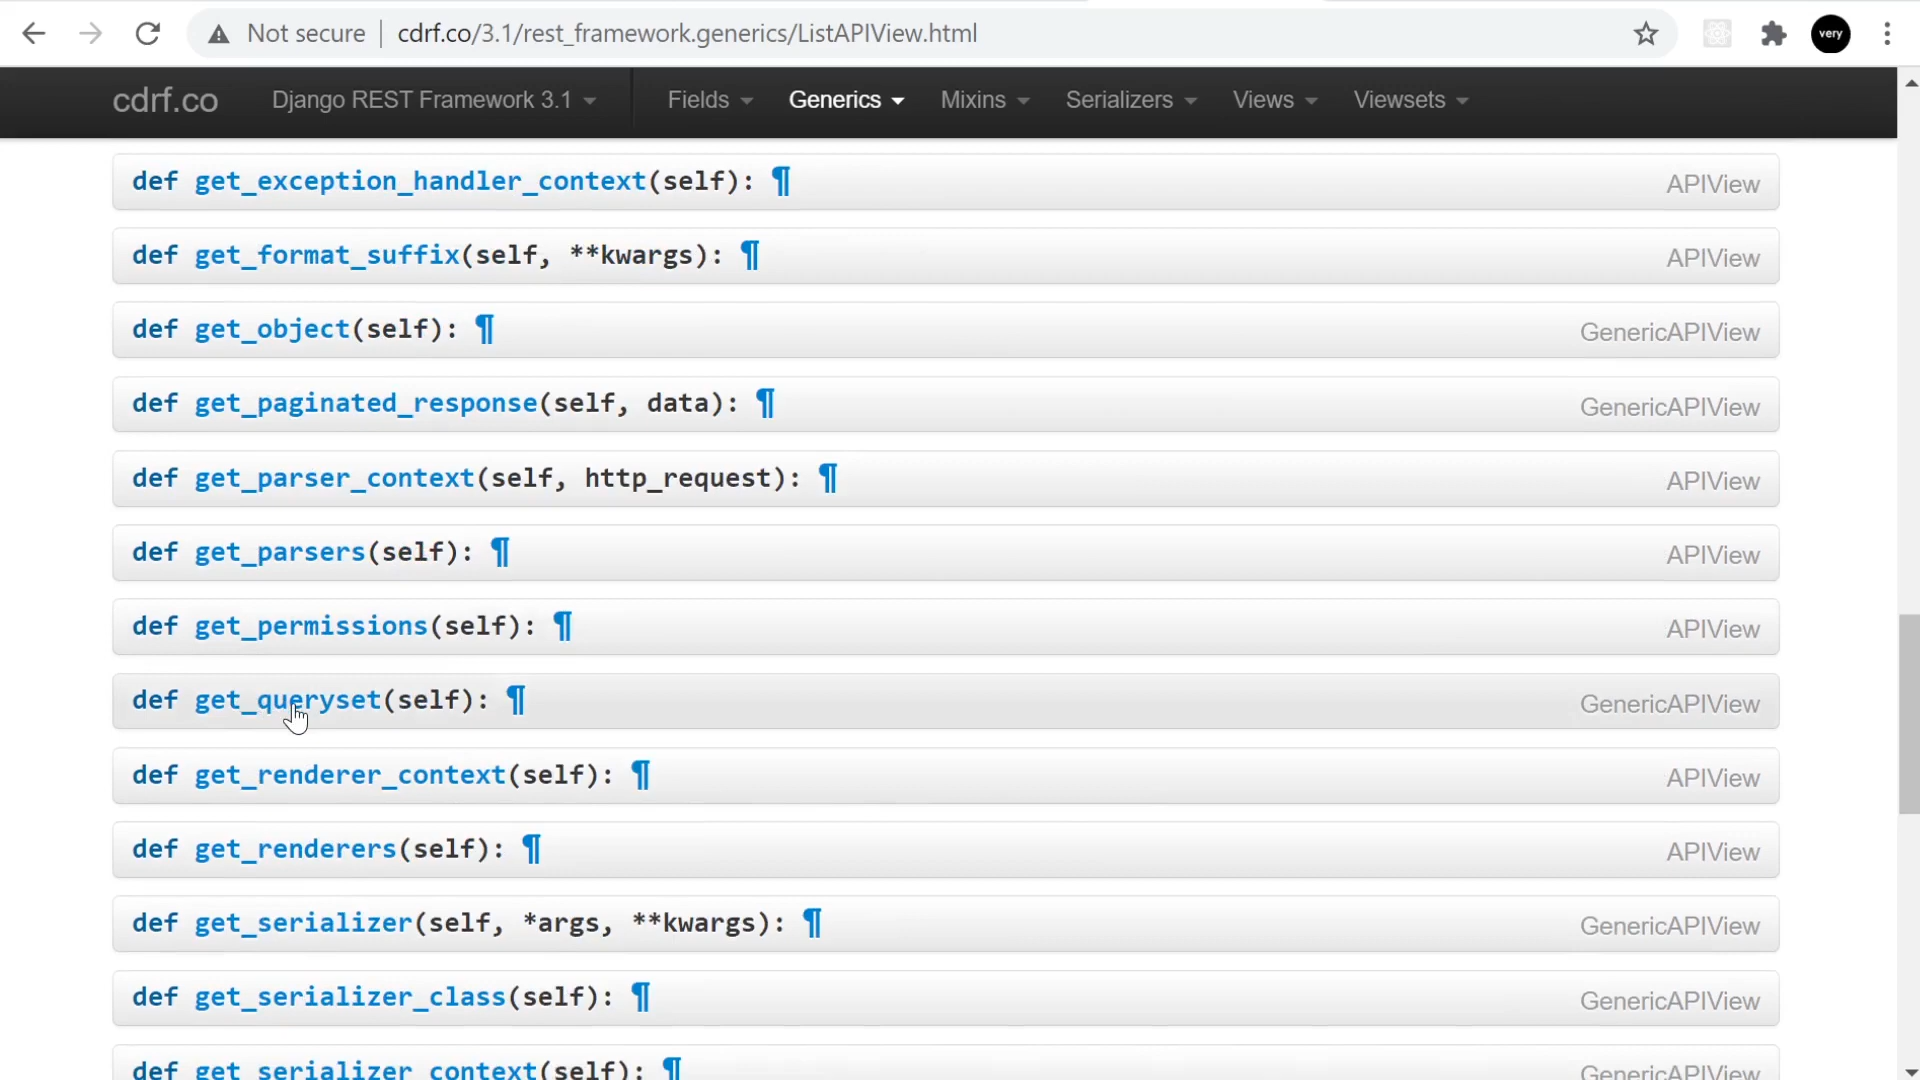 Not secure cdrf.co/3.1/rest_framework.generics/ListAPIView.html very
cdrf.co Django REST Framework 3.1 Fields Generics Mixins Serializers Views Viewsets
def get_exception_handler_context(self): ¶ APIView
def get_format_suffix(self, **kwargs): ¶ APIView
def get_object(self): ¶ GenericAPIView
def get_paginated_response(self, data): ¶ GenericAPIView
def get_parser_context(self, http_request): ¶ APIView
def get_parsers(self): ¶ APIView
def get_permissions(self): ¶ APIView
def get_queryset(self): ¶ GenericAPIView
def get_renderer_context(self): ¶ APIView
def get_renderers(self): ¶ APIView
def get_serializer(self, *args, **kwargs): ¶ GenericAPIView
def get_serializer_class(self): ¶ GenericAPIView
def get_serializer_context(self): ¶ GenericAPIView